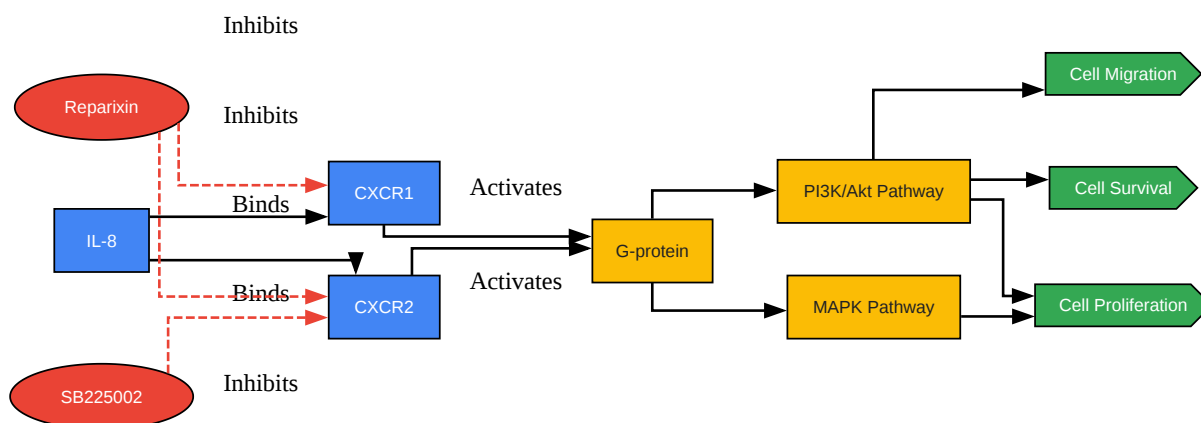 Inhibits
Cell Migration
Reparixin
Inhibits
CXCR1
Activates
PI3K/Akt Pathway
Cell Survival
Binds
IL-8
G-protein
Binds
CXCR2
Activates
MAPK Pathway
Cell Proliferation
SB225002
Inhibits